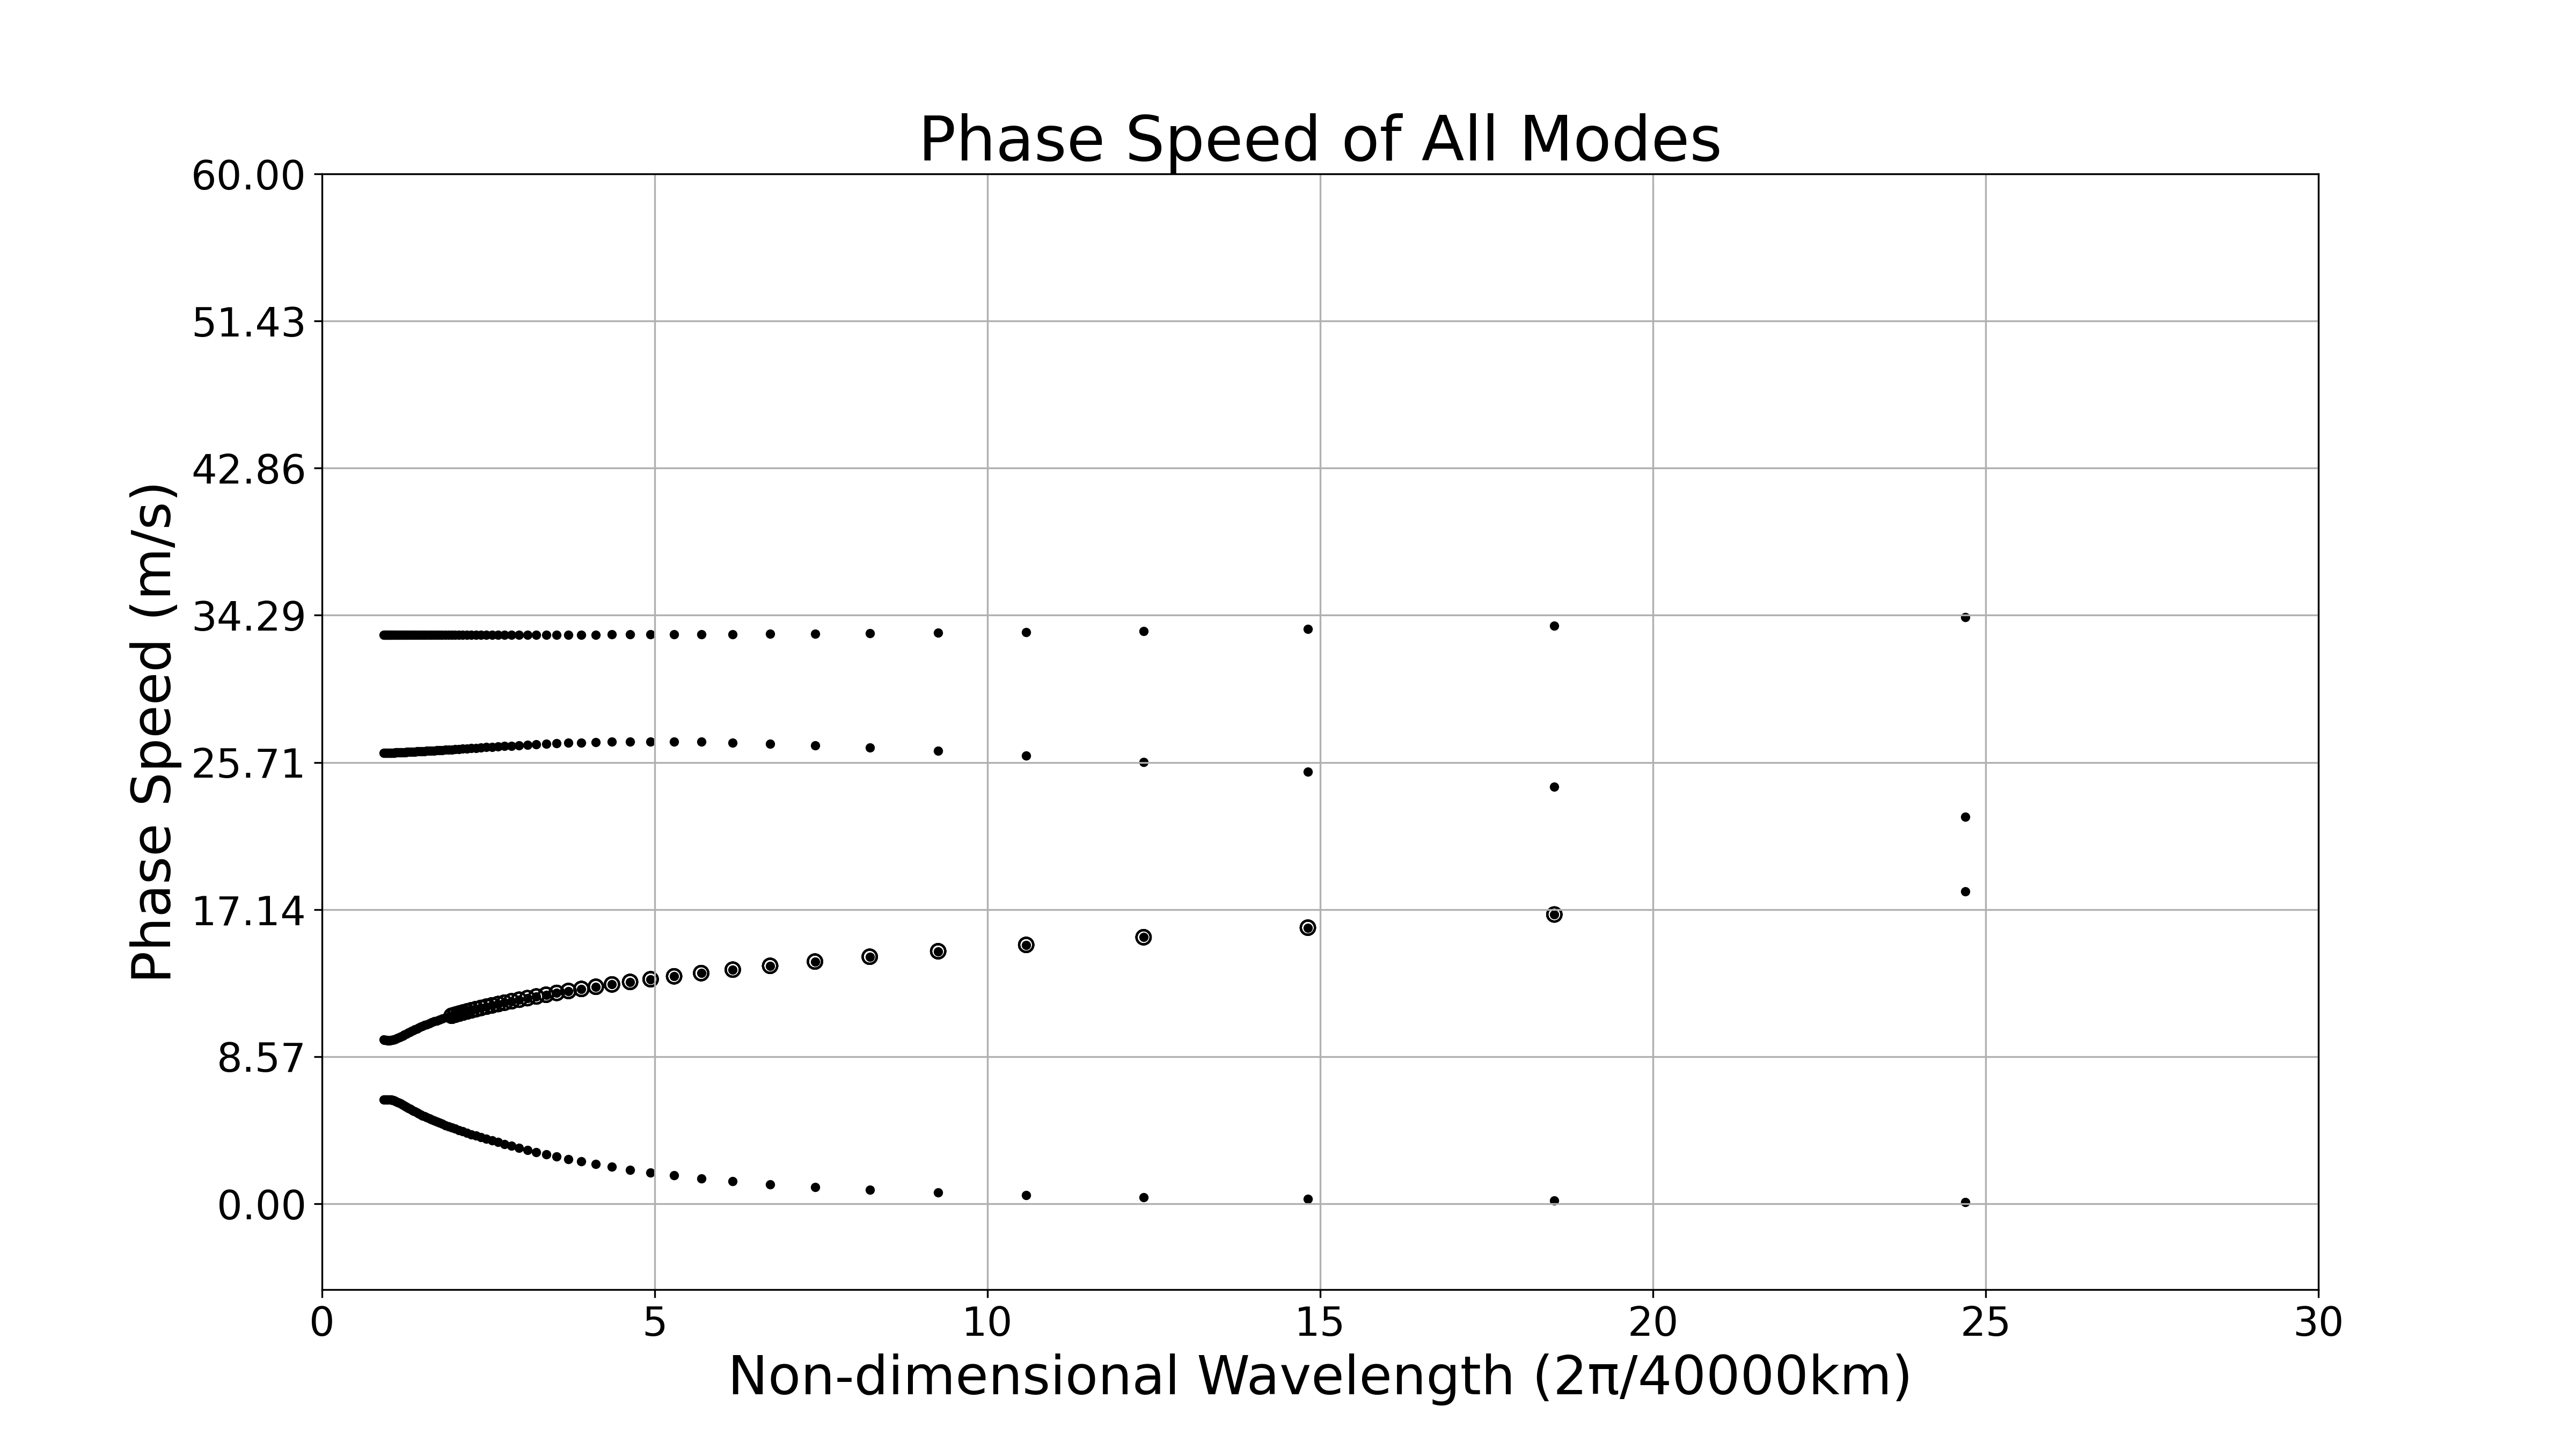 Phase Speed of All Modes
60.00
51.43
42.86
34.29
25.71
17.14
8.57
0.00
Phase Speed (m/s)
0 5 10 15 20 25 30
Non-dimensional Wavelength (2π/40000km)